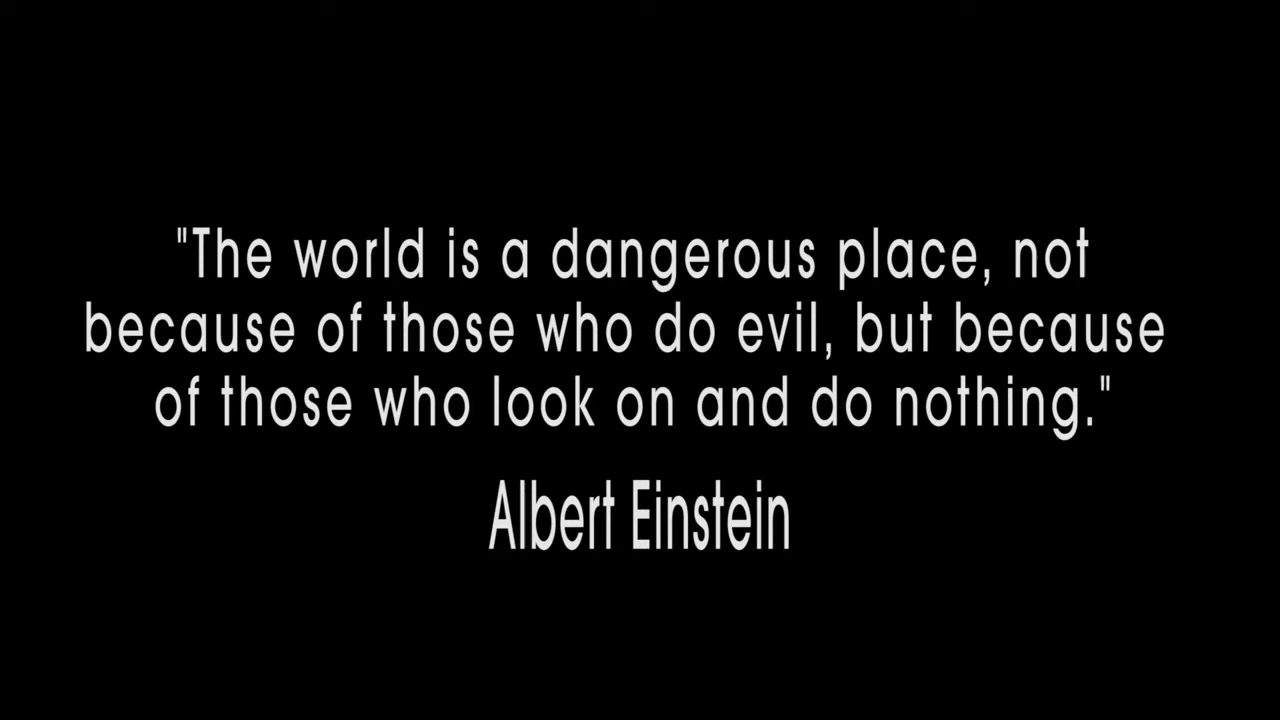 "The world is a dangerous place, not
because of those who do evil, but because
of those who look on and do nothing."
Albert Einstein